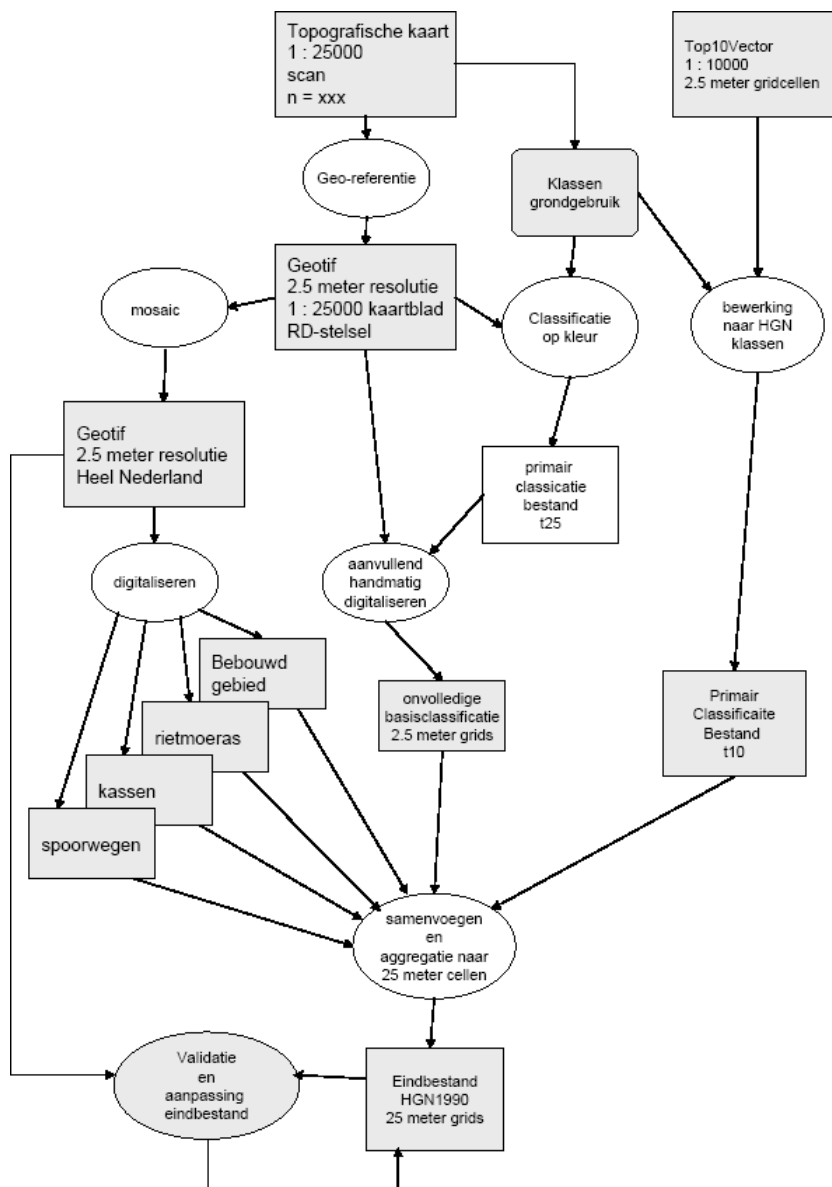 Topografische kaart
1 : 25000
scan
n = xxx
Top10Vector
1 : 10000
2.5 meter gridcellen
Geo-referentie
Klassen
grondgebruik
Geotif
2.5 meter resolutie
1 : 25000 kaartblad
RD-stelsel
mosaic
Classificatie
op kleur
bewerking
naar HGN
klassen
Geotif
2.5 meter resolutie
Heel Nederland
primair
classicatie
bestand
t25
digitaliseren
aanvullend
handmatig
digitaliseren
Bebouwd
gebied
rietmoeras
kassen
spoorwegen
onvolledige
basisclassificatie
2.5 meter grids
Primair
Classificaite
Bestand
t10
samenvoegen
en
aggregatie naar
25 meter cellen
Validatie
en
aanpassing
eindbestand
Eindbestand
HGN1990
25 meter grids